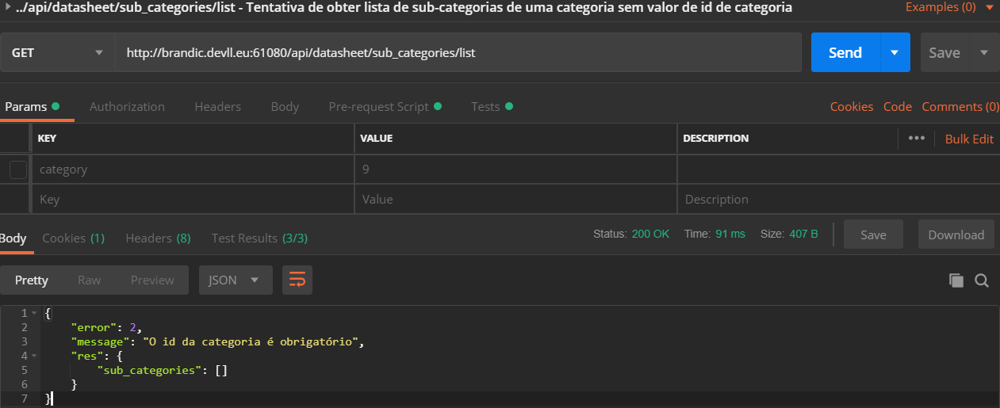 ../api/datasheet/sub_categories/list - Tentativa de obter lista de sub-categorias de uma categoria sem valor de id de categoria Examples (0)
GET http://brandic.devll.eu:61080/api/datasheet/sub_categories/list Send Save
Params Authorization Headers Body Pre-request Script Tests Cookies Code Comments (0)
KEY VALUE DESCRIPTION ••• Bulk Edit
category 9
Key Value Description
Body Cookies (1) Headers (8) Test Results (3/3) Status: 200 OK Time: 91 ms Size: 407 B Save Download
Pretty Raw Preview JSON
1 {
2 "error": 2,
3 "message": "O id da categoria é obrigatório",
4 "res": {
5 "sub_categories": []
6 }
7 }